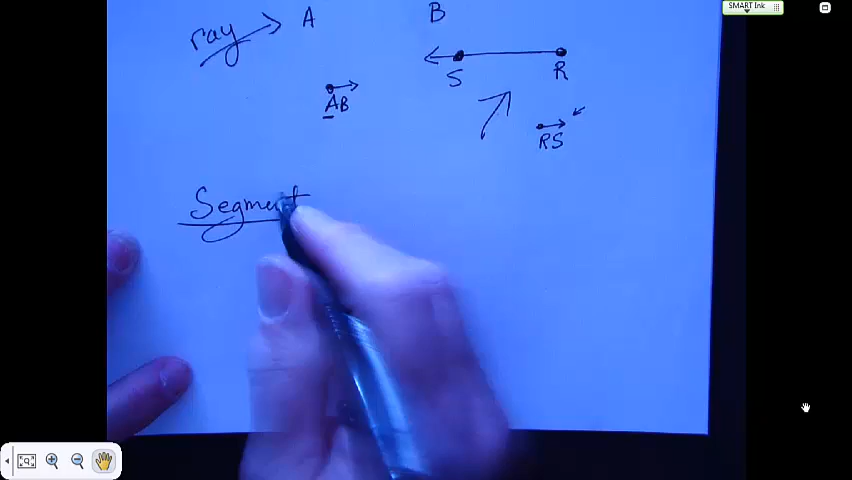 SMART Ink
ray A B
S R
AB
RS
Segment